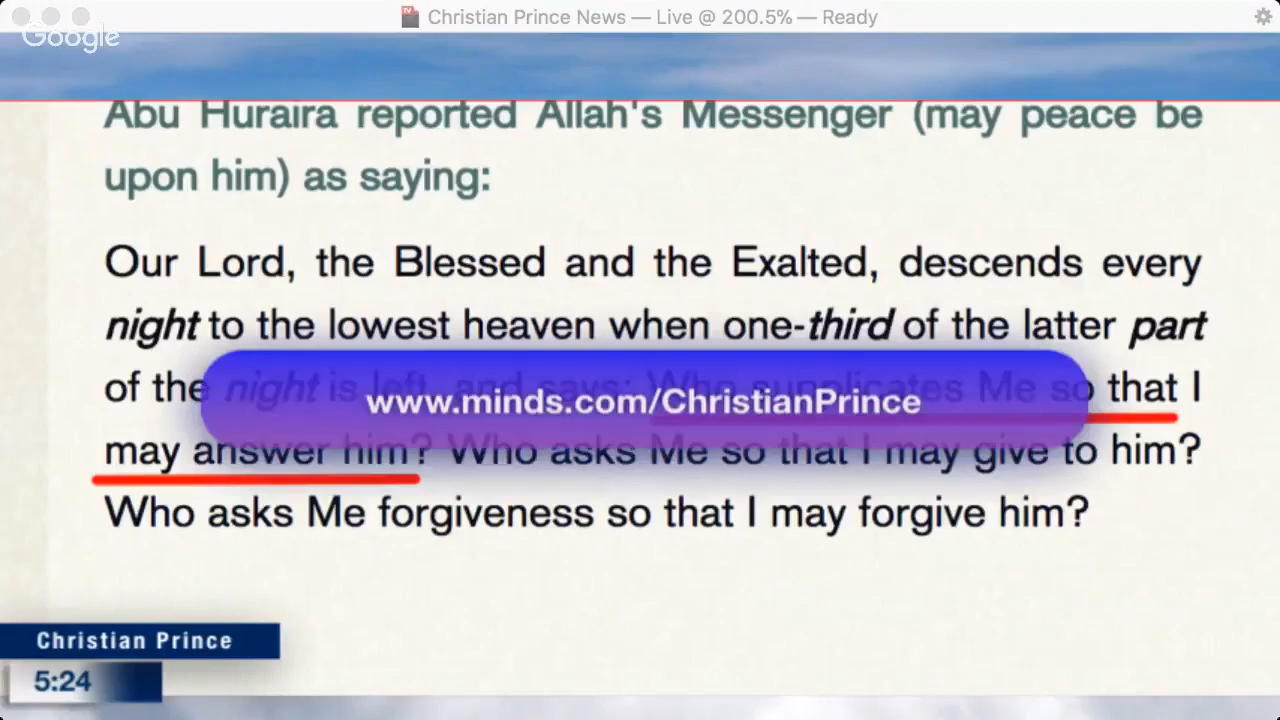 Christian Prince News — Live @ 200.5% — Ready
Google
Abu Huraira reported Allah's Messenger (may peace be
upon him) as saying:
Our Lord, the Blessed and the Exalted, descends every
night to the lowest heaven when one-third of the latter part
of the night is left, and says: Who supplicates Me so that I
www.minds.com/ChristianPrince
may answer him? Who asks Me so that I may give to him?
Who asks Me forgiveness so that I may forgive him?
Christian Prince
5:24